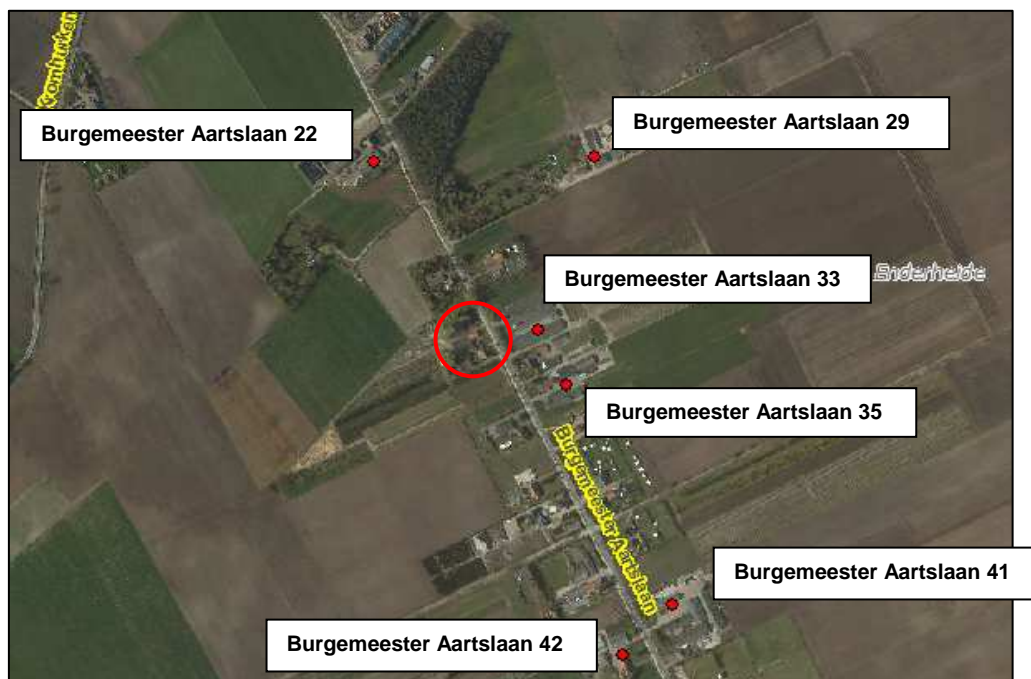 Burgemeester Aartslaan 22
Burgemeester Aartslaan 29
Burgemeester Aartslaan 33
Enderheide
Burgemeester Aartslaan 35
Burgemeester Aartslaan
Burgemeester Aartslaan 41
Burgemeester Aartslaan 42